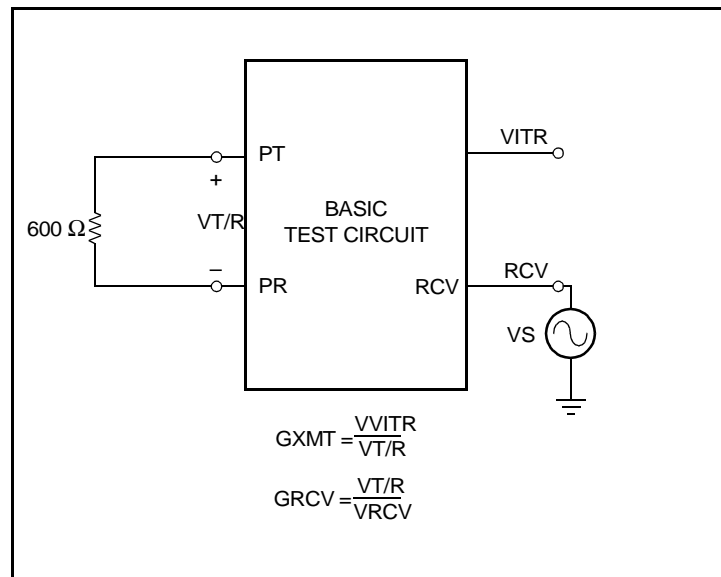 VITR
PT
+
BASIC
TEST CIRCUIT
600 Ω
VT/R
−
PR
RCV
RCV
VS
GXMT = VVITR
VT/R
GRCV = VT/R
VRCV